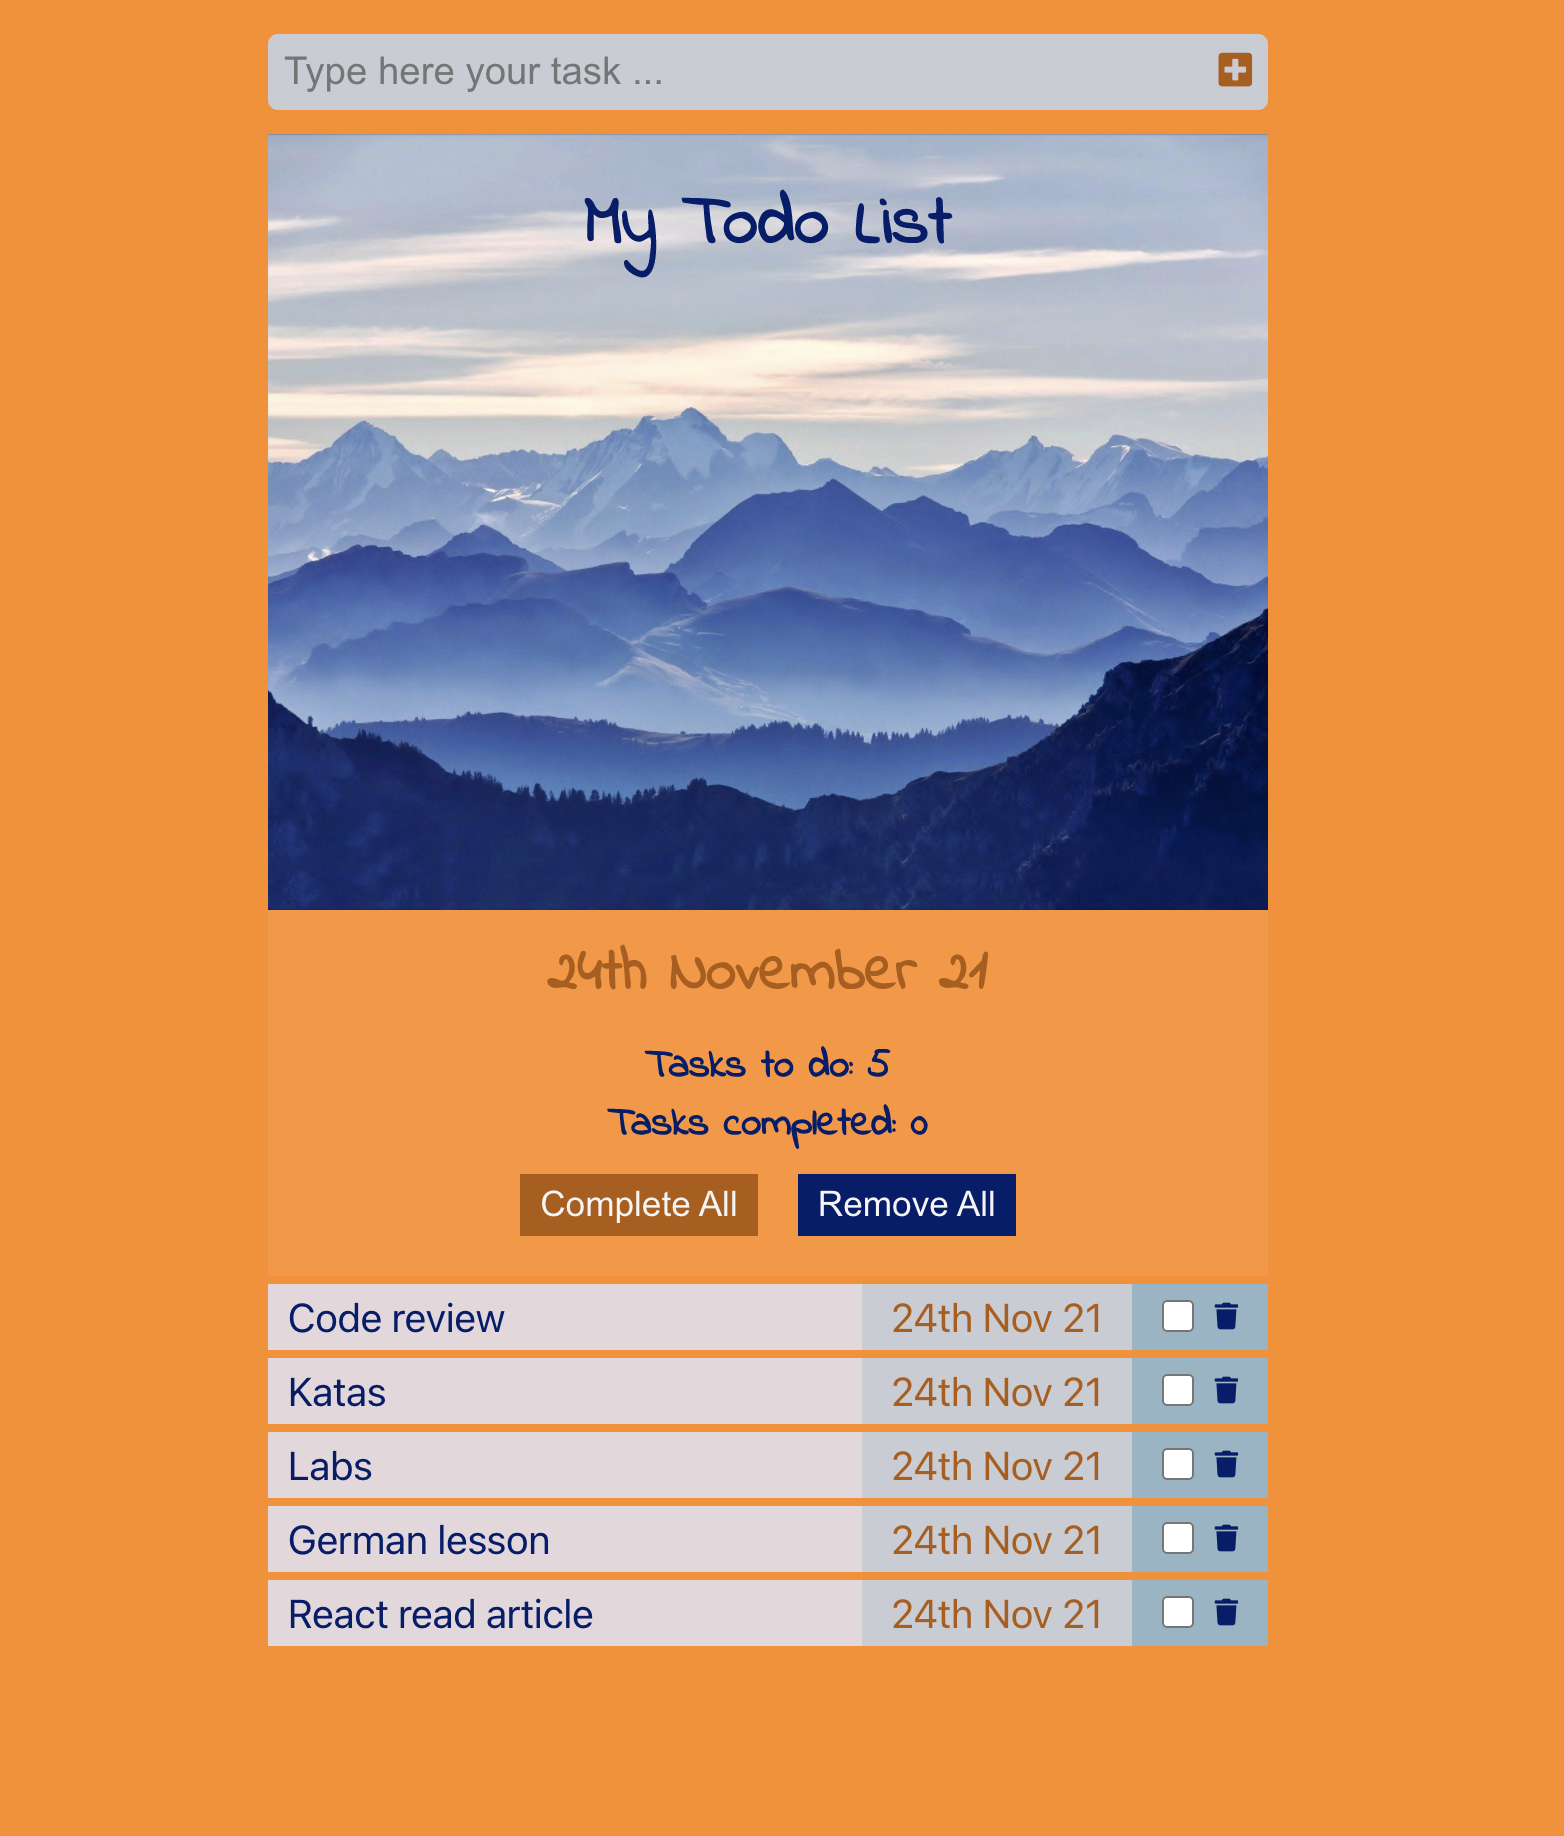 Type here your task ...
My Todo List
24th November 21
Tasks to do: 5
Tasks completed: 0
Complete All Remove All
Code review 24th Nov 21
Katas 24th Nov 21
Labs 24th Nov 21
German lesson 24th Nov 21
React read article 24th Nov 21